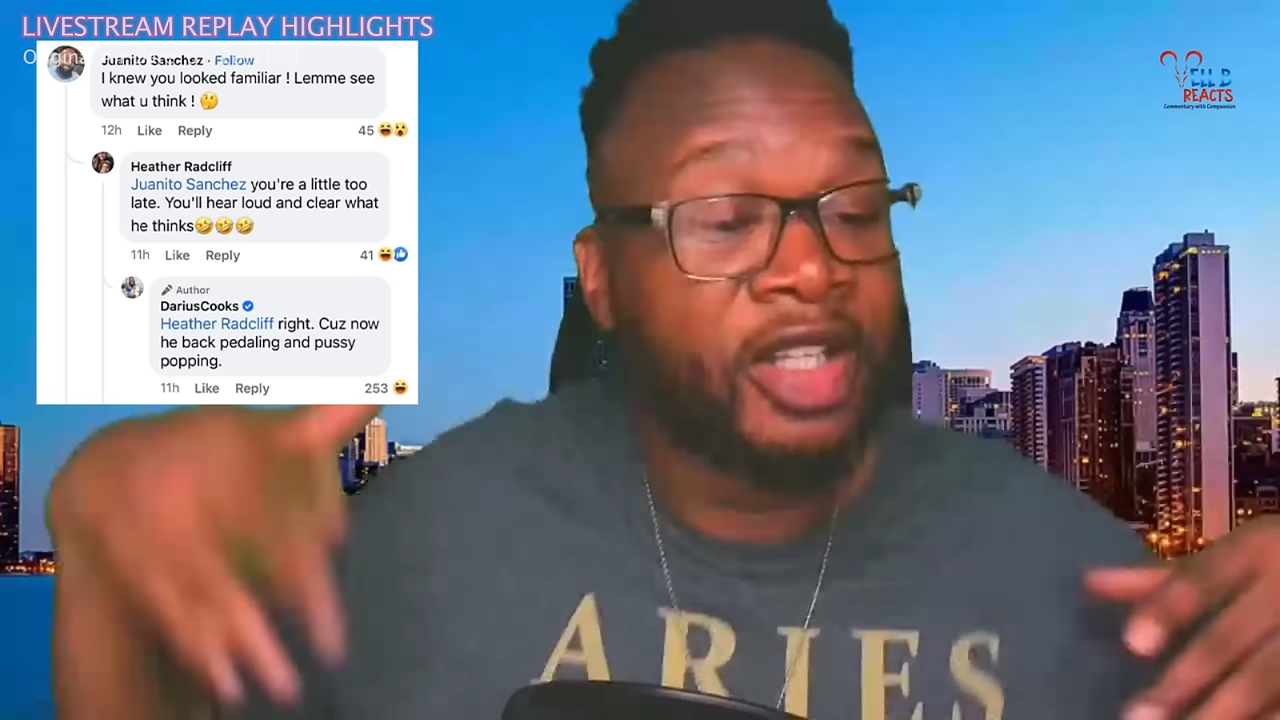 LIVESTREAM REPLAY HIGHLIGHTS
Juanito Sanchez · Follow
I knew you looked familiar ! Lemme see
what u think ! 🤔
12h Like Reply 45
Heather Radcliff
Juanito Sanchez you're a little too
late. You'll hear loud and clear what
he thinks🤣🤣🤣
11h Like Reply 41
Author
DariusCooks
Heather Radcliff right. Cuz now
he back pedaling and pussy
popping.
11h Like Reply 253
ELL B
REACTS
Commentary with Compassion
ARIES